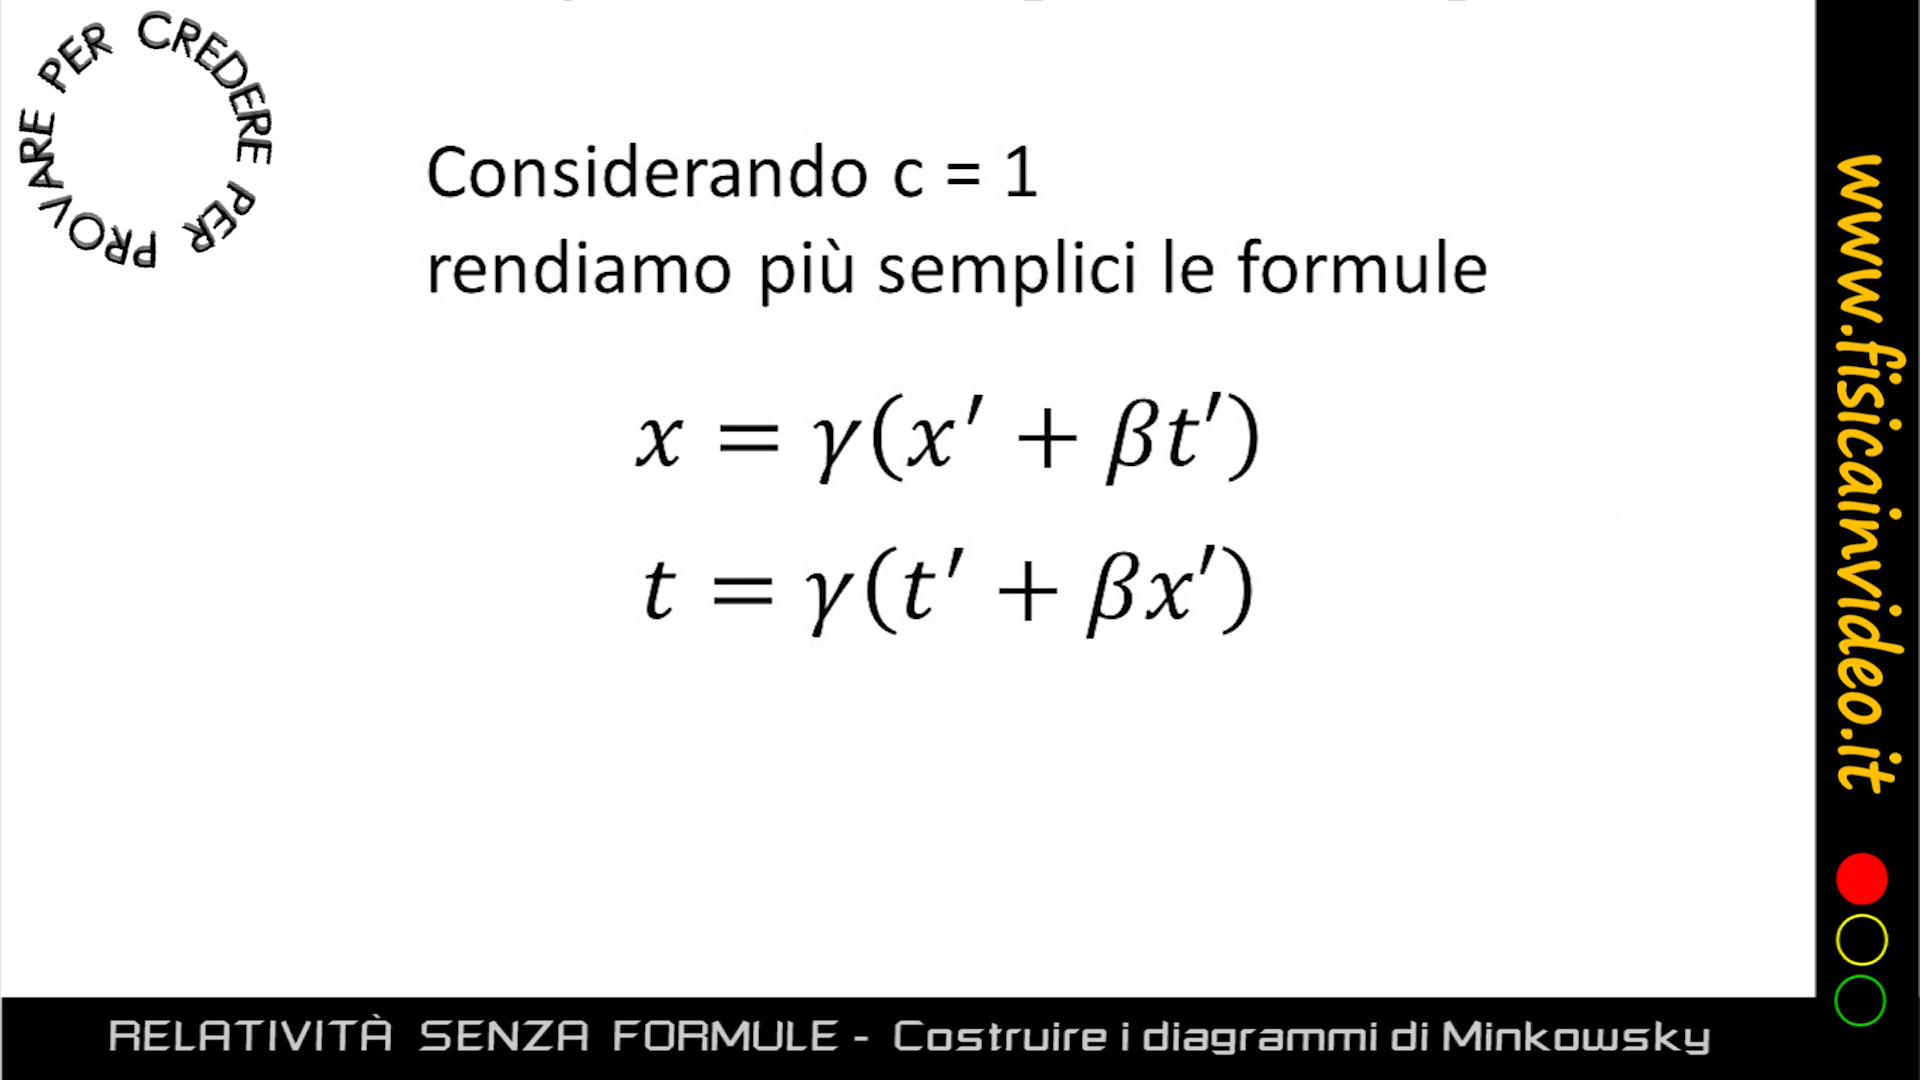 PROVARE PER CREDERE PER
Considerando c = 1
rendiamo più semplici le formule
x = γ(x′ + βt′)
t = γ(t′ + βx′)
www.fisicainvideo.it
RELATIVITÀ SENZA FORMULE - Costruire i diagrammi di Minkowsky